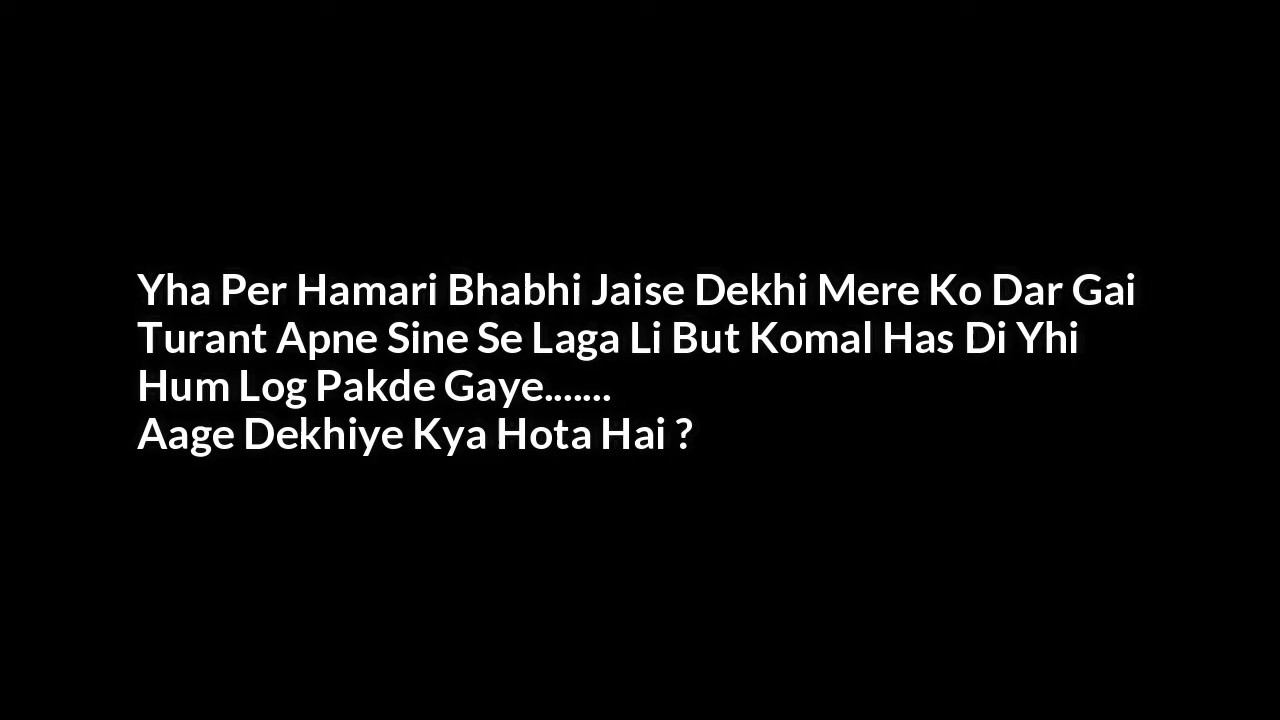 Yha Per Hamari Bhabhi Jaise Dekhi Mere Ko Dar Gai
Turant Apne Sine Se Laga Li But Komal Has Di Yhi
Hum Log Pakde Gaye.......
Aage Dekhiye Kya Hota Hai ?